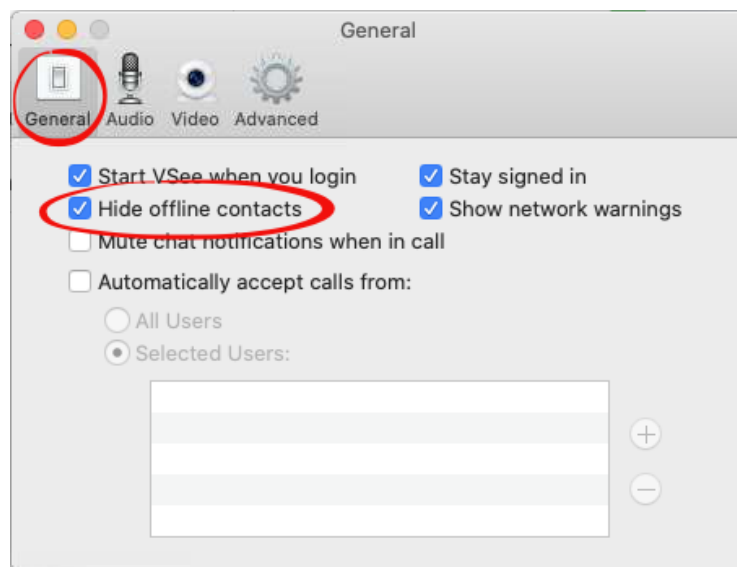 General
General Audio Video Advanced
Start VSee when you login Stay signed in
Hide offline contacts Show network warnings
Mute chat notifications when in call
Automatically accept calls from:
All Users
Selected Users: